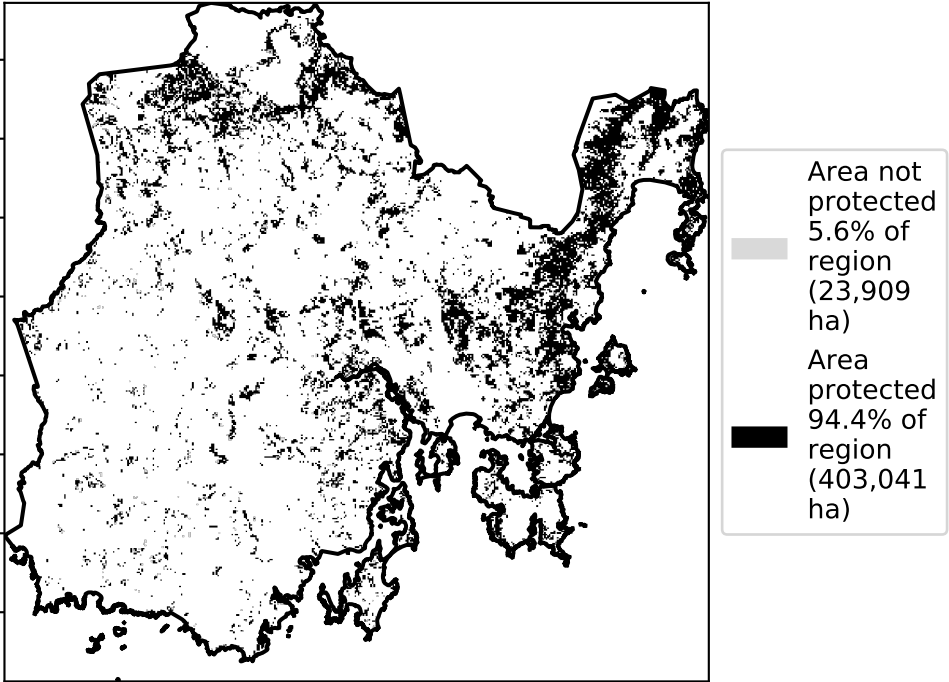 Area not
protected
5.6% of
region
(23,909
ha)
Area
protected
94.4% of
region
(403,041
ha)